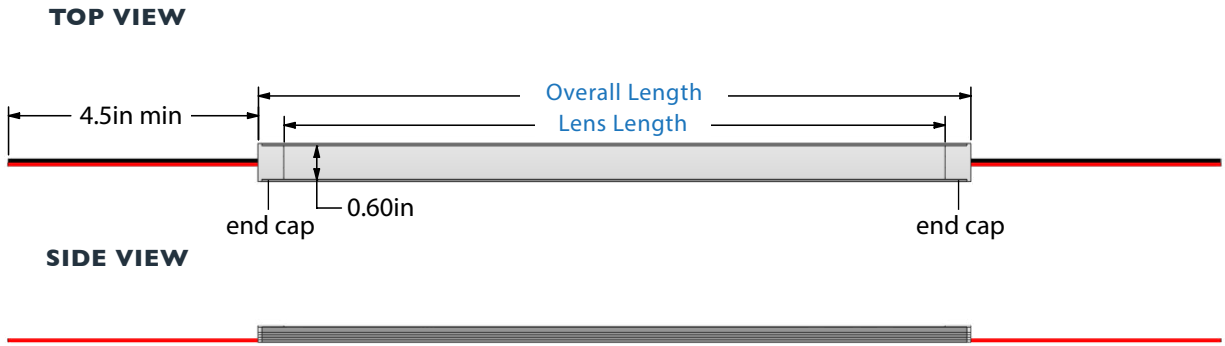 TOP VIEW
Overall Length
4.5in min
Lens Length
0.60in
end cap
end cap
SIDE VIEW